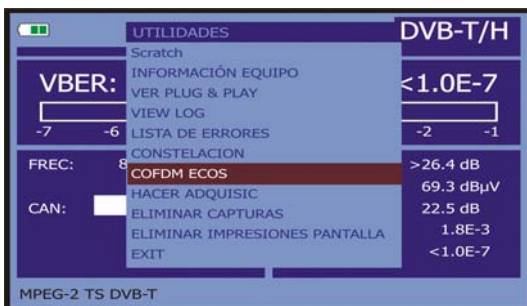 UTILIDADES
DVB-T/H
Scratch
INFORMACIÓN EQUIPO
VER PLUG & PLAY
VIEW LOG
LISTA DE ERRORES
CONSTELACION
COFDM ECOS
HACER ADQUISIC
ELIMINAR CAPTURAS
ELIMINAR IMPRESIONES PANTALLA
EXIT
VBER:
<1.0E-7
-7 -6 -2 -1
FREC: 8
>26.4 dB
69.3 dBµV
CAN:
22.5 dB
1.8E-3
<1.0E-7
MPEG-2 TS DVB-T